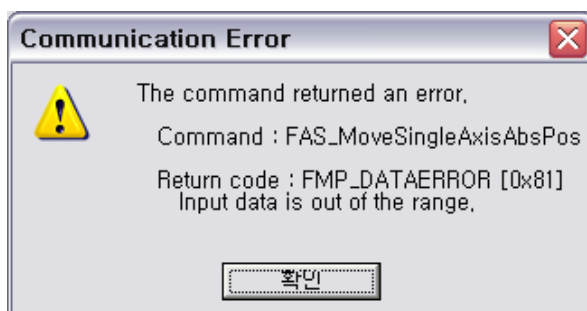 Communication Error
The command returned an error,
Command : FAS_MoveSingleAxisAbsPos
Return code : FMP_DATAERROR [0x81]
Input data is out of the range,
확인